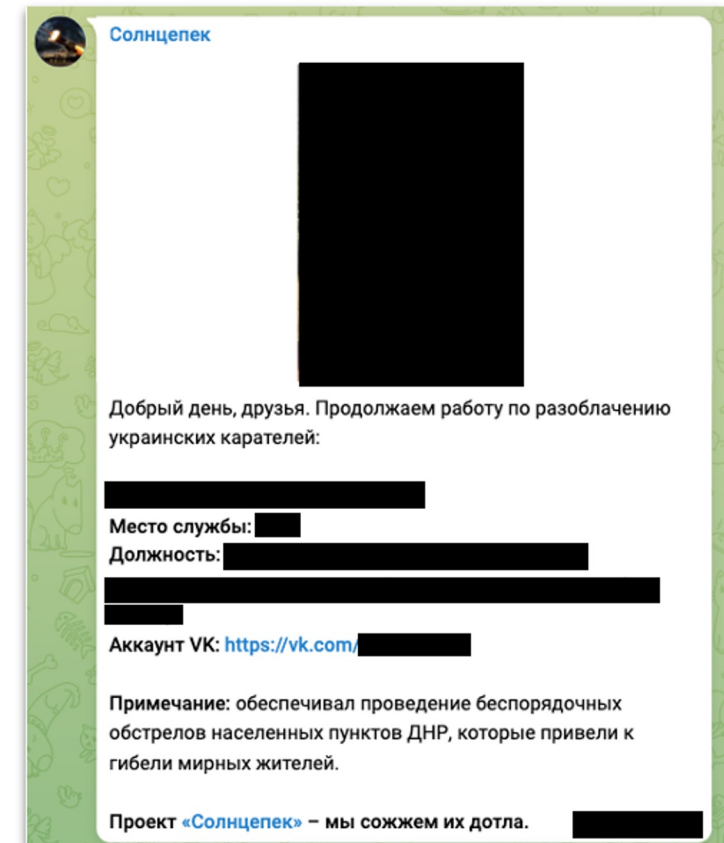 Солнцепек
Добрый день, друзья. Продолжаем работу по разоблачению
украинских карателей:
Место службы:
Должность:
Аккаунт VK: https://vk.com/
Примечание: обеспечивал проведение беспорядочных
обстрелов населенных пунктов ДНР, которые привели к
гибели мирных жителей.
Проект «Солнцепек» – мы сожжем их дотла.